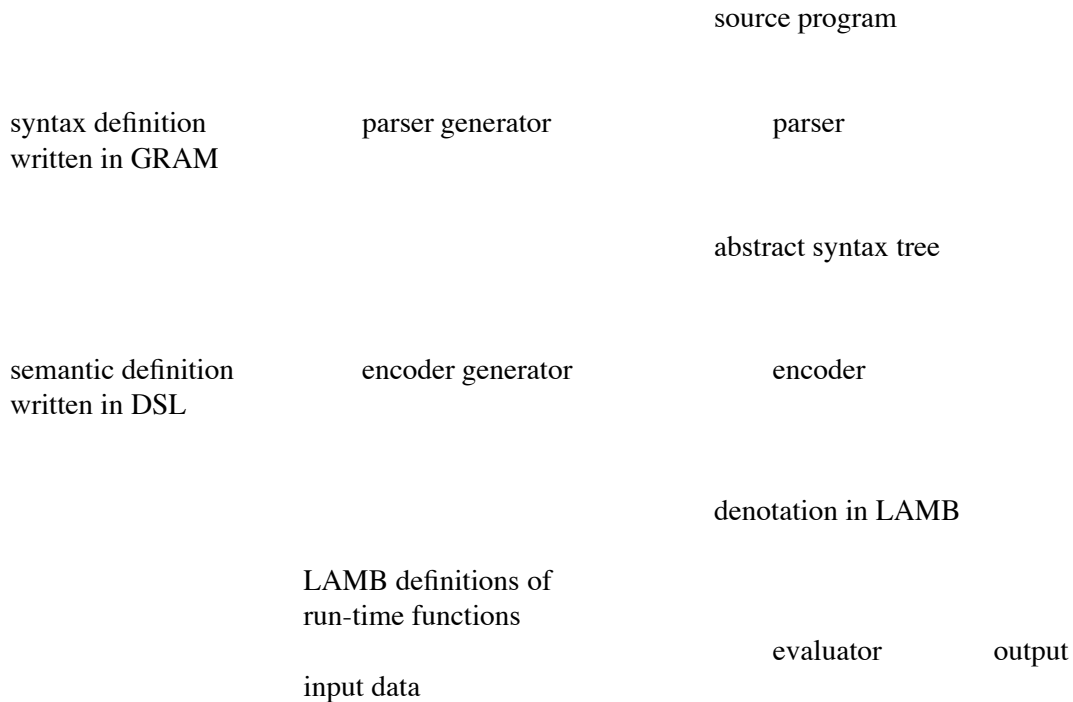 source program
syntax definition
written in GRAM
parser generator
parser
abstract syntax tree
semantic definition
written in DSL
encoder generator
encoder
denotation in LAMB
LAMB definitions of
run-time functions
evaluator
output
input data